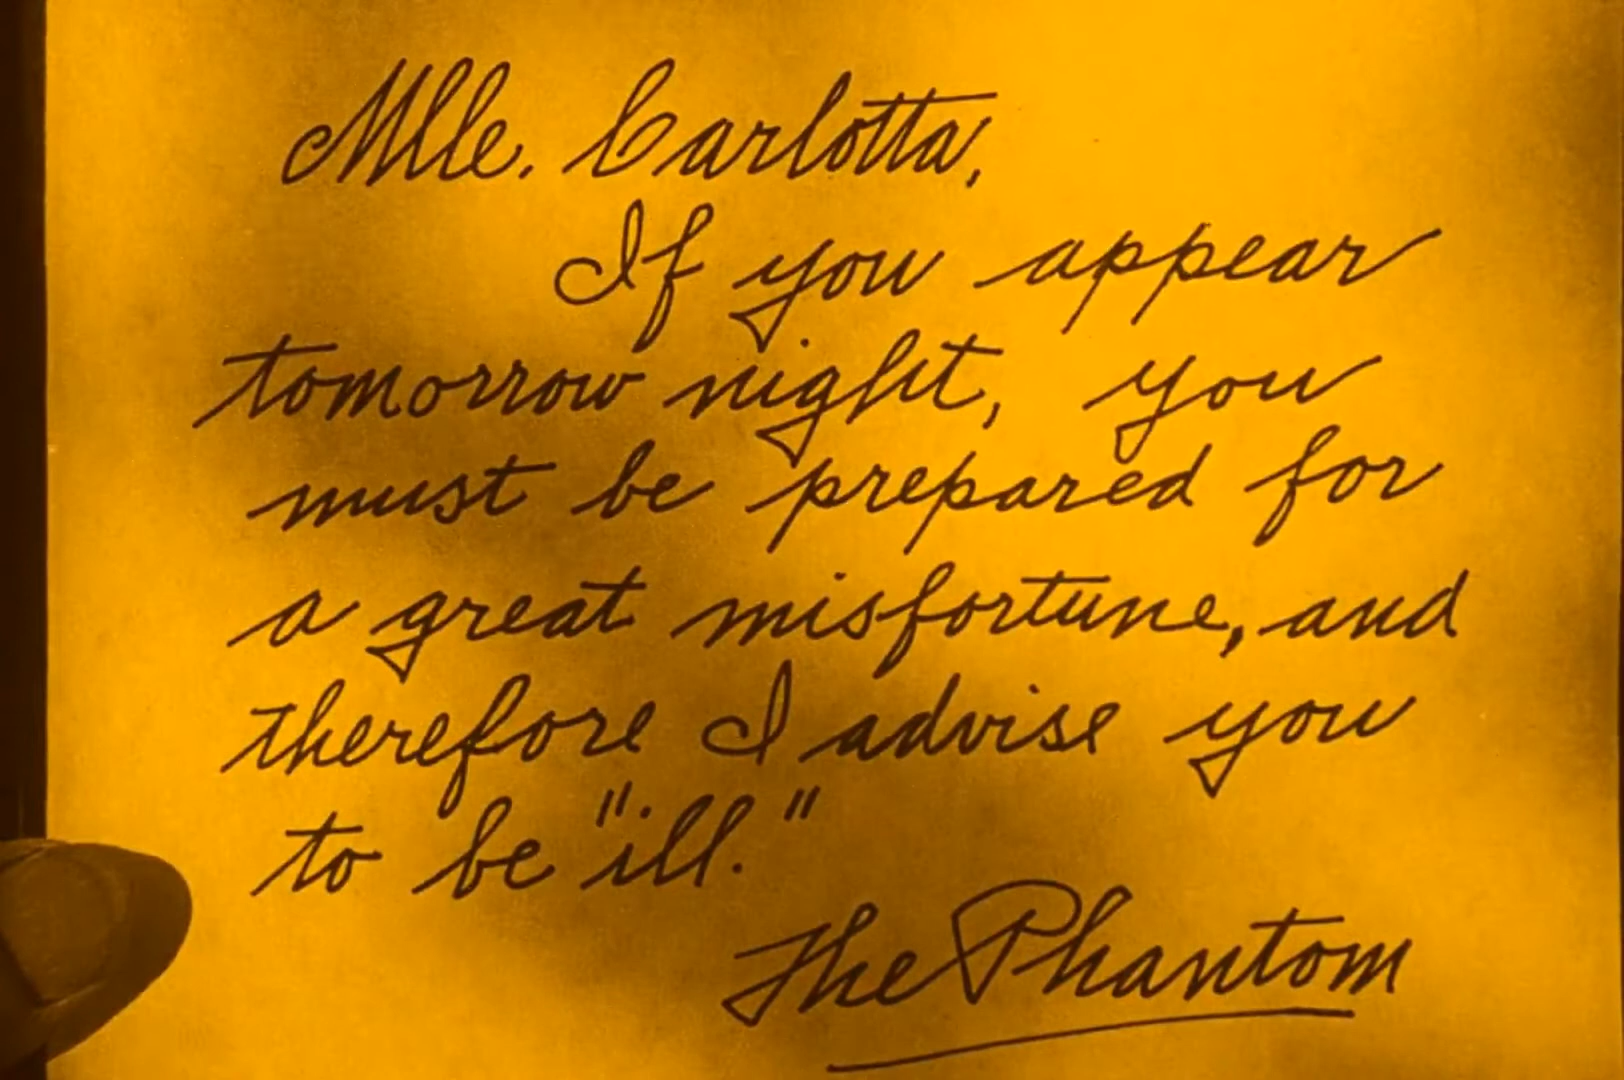 Mlle. Carlotta,
If you appear
tomorrow night, you
must be prepared for
a great misfortune, and
therefore I advise you
to be "ill."
The Phantom